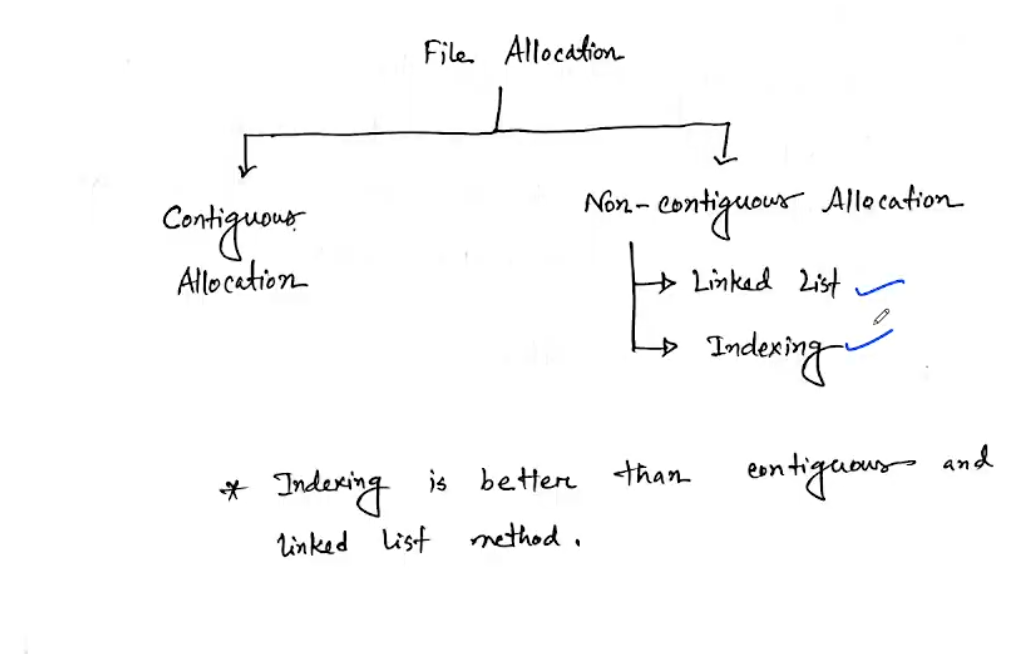 File Allocation
Contiguous
Allocation
Non-contiguous Allocation
Linked List
Indexing
* Indexing is better than contiguous and
linked list method.